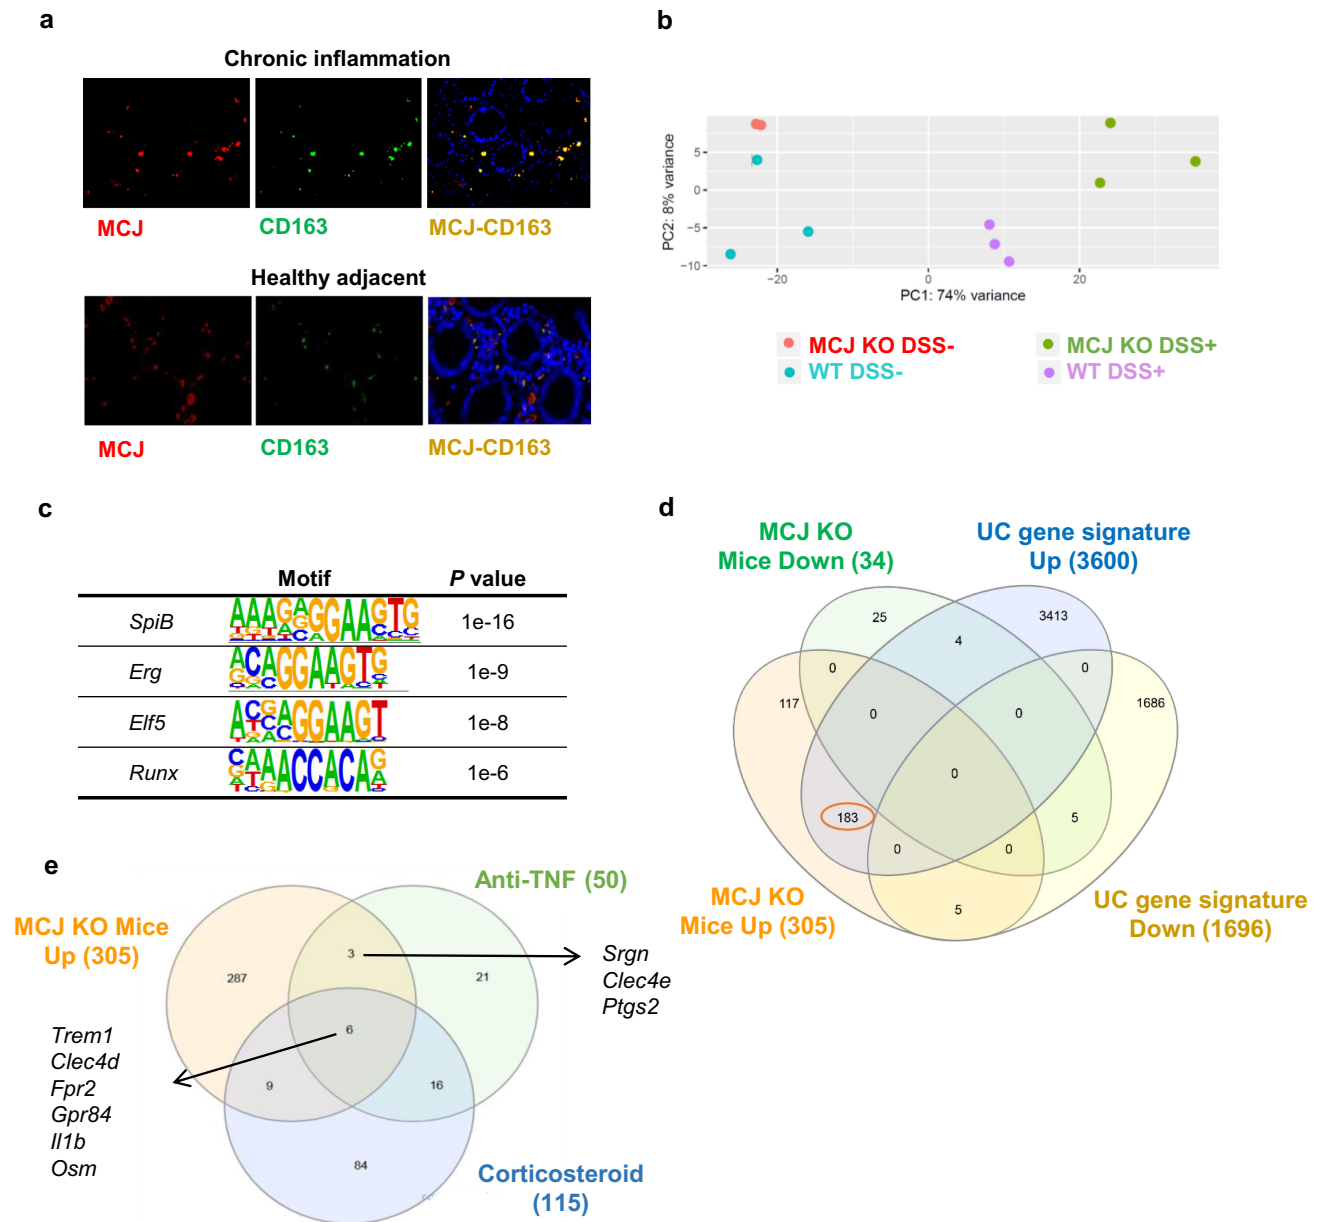 a
Chronic inflammation
MCJ
CD163
MCJ-CD163
Healthy adjacent
MCJ
CD163
MCJ-CD163
b
PC2: 8% variance
5
0
−5
−10
−20
0
20
PC1: 74% variance
MCJ KO DSS-
MCJ KO DSS+
WT DSS-
WT DSS+
c
Motif
P value
SpiB
1e-16
Erg
1e-9
Elf5
1e-8
Runx
1e-6
d
MCJ KO
Mice Down (34)
UC gene signature
Up (3600)
25
4
3413
0
0
117
0
0
1686
0
183
5
0
0
5
MCJ KO
Mice Up (305)
UC gene signature
Down (1696)
e
Anti-TNF (50)
MCJ KO Mice
Up (305)
3
287
21
Srgn
Clec4e
Ptgs2
6
9
16
Trem1
Clec4d
Fpr2
Gpr84
Il1b
Osm
84
Corticosteroid
(115)